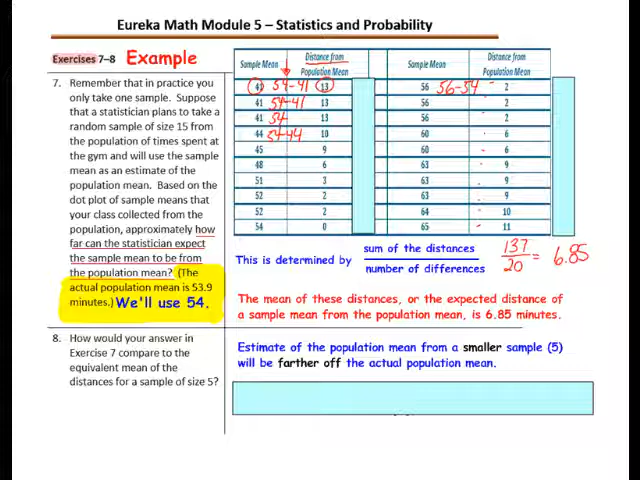 Eureka Math Module 5 – Statistics and Probability
Exercises 7–8 Example
7. Remember that in practice you
only take one sample. Suppose
that a statistician plans to take a
random sample of size 15 from
the population of times spent at
the gym and will use the sample
mean as an estimate of the
population mean. Based on the
dot plot of sample means that
your class collected from the
population, approximately how
far can the statistician expect
the sample mean to be from
the population mean? (The
actual population mean is 53.9
minutes.) We'll use 54.
Sample Mean Distance from Population Mean
41 54-41 13
41 54-41 13
41 54 13
44 54-44 10
45 9
48 6
51 3
52 2
52 2
54 0
Sample Mean Distance from Population Mean
56 56-54 - 2
56 2
56 2
60 6
60 6
63 9
63 9
63 9
64 10
65 11
This is determined by sum of the distances / number of differences 137/20 = 6.85
The mean of these distances, or the expected distance of
a sample mean from the population mean, is 6.85 minutes.
8. How would your answer in
Exercise 7 compare to the
equivalent mean of the
distances for a sample of size 5?
Estimate of the population mean from a smaller sample (5)
will be farther off the actual population mean.